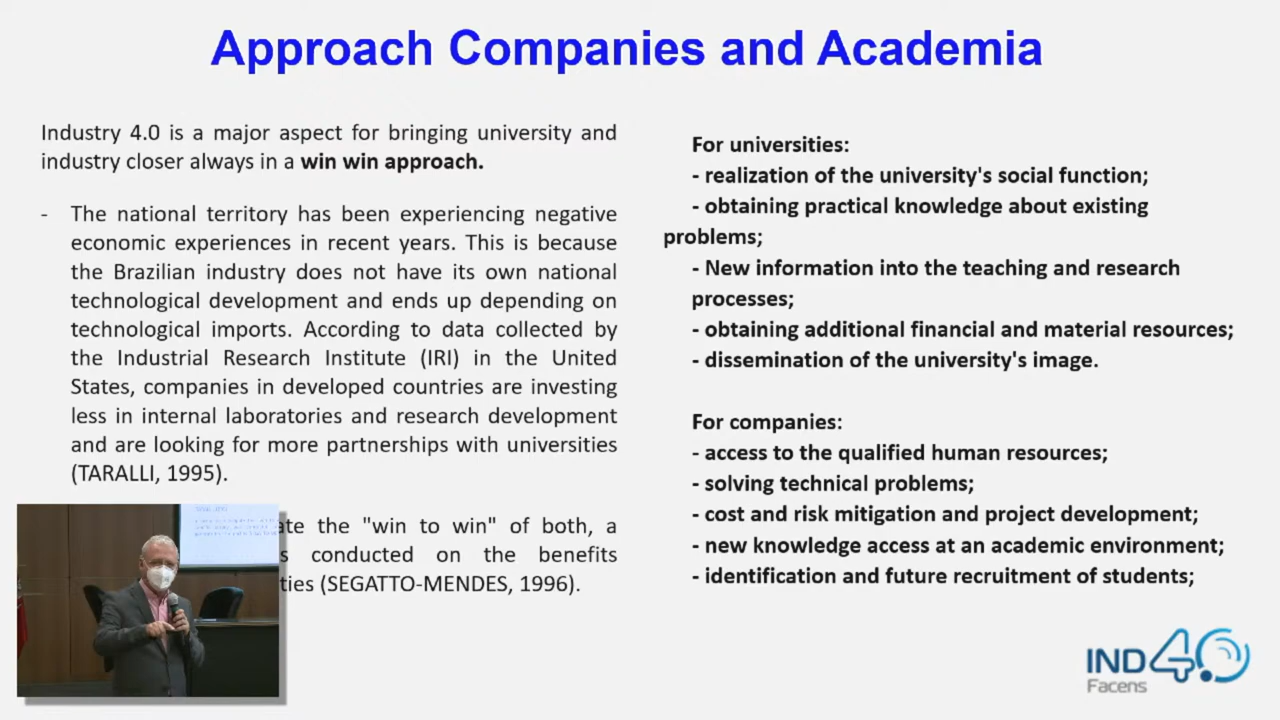 Approach Companies and Academia
Industry 4.0 is a major aspect for bringing university and
industry closer always in a win win approach.
- The national territory has been experiencing negative
economic experiences in recent years. This is because
the Brazilian industry does not have its own national
technological development and ends up depending on
technological imports. According to data collected by
the Industrial Research Institute (IRI) in the United
States, companies in developed countries are investing
less in internal laboratories and research development
and are looking for more partnerships with universities
(TARALLI, 1995).
the "win to win" of both, a
conducted on the benefits
(SEGATTO-MENDES, 1996).
For universities:
- realization of the university's social function;
- obtaining practical knowledge about existing
problems;
- New information into the teaching and research
processes;
- obtaining additional financial and material resources;
- dissemination of the university's image.
For companies:
- access to the qualified human resources;
- solving technical problems;
- cost and risk mitigation and project development;
- new knowledge access at an academic environment;
- identification and future recruitment of students;
IND 4.0
Facens